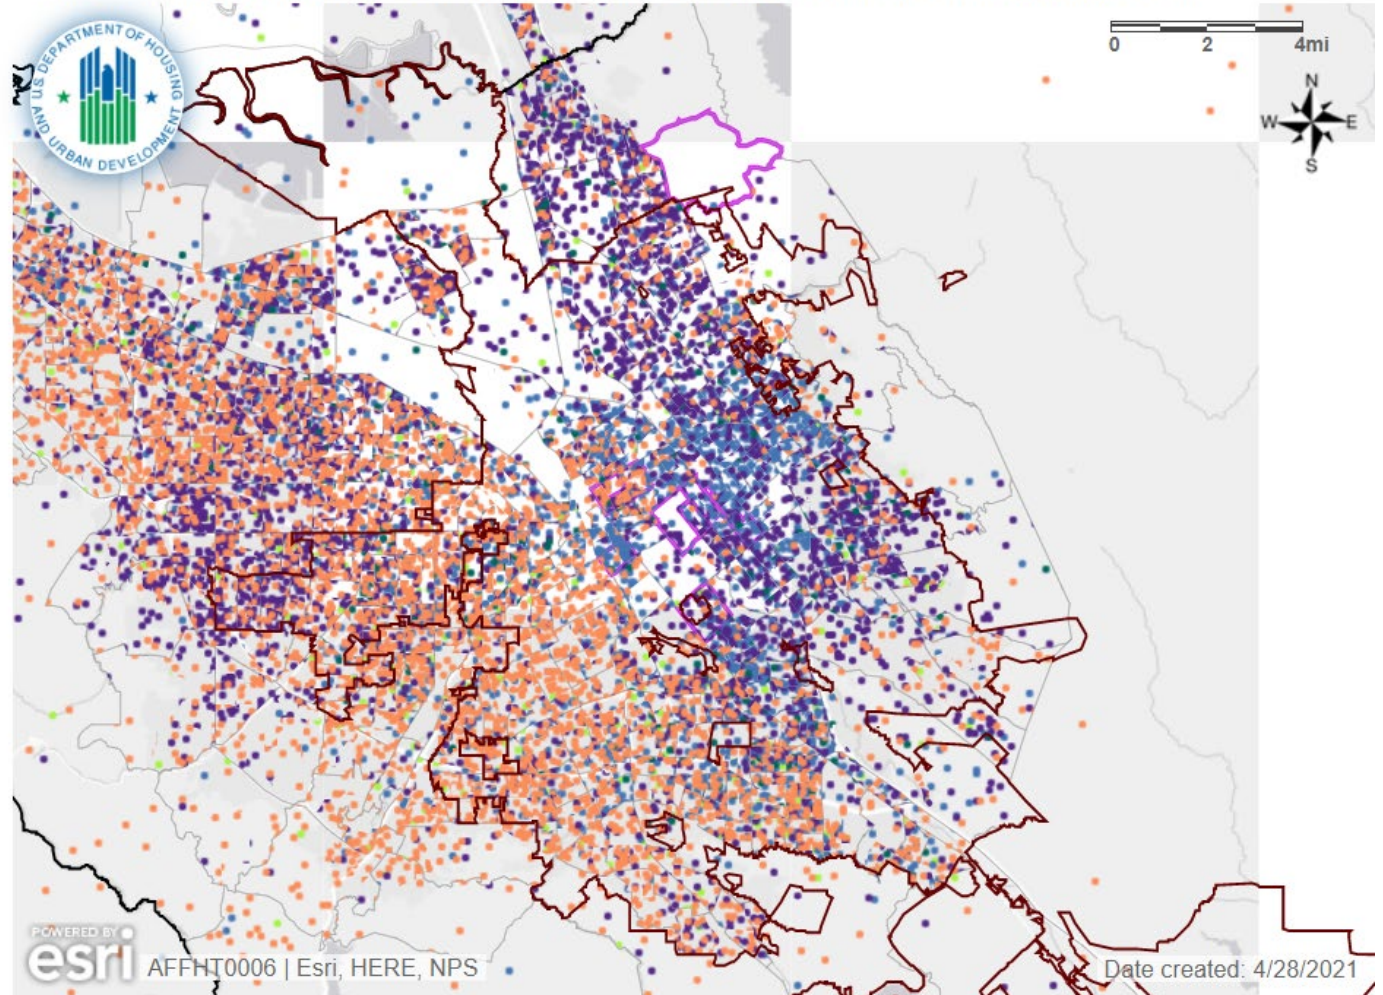 U.S. DEPARTMENT OF HOUSING
AND URBAN DEVELOPMENT
0 2 4mi
N
W E
S
POWERED BY
esri
AFFHT0006 | Esri, HERE, NPS
Date created: 4/28/2021